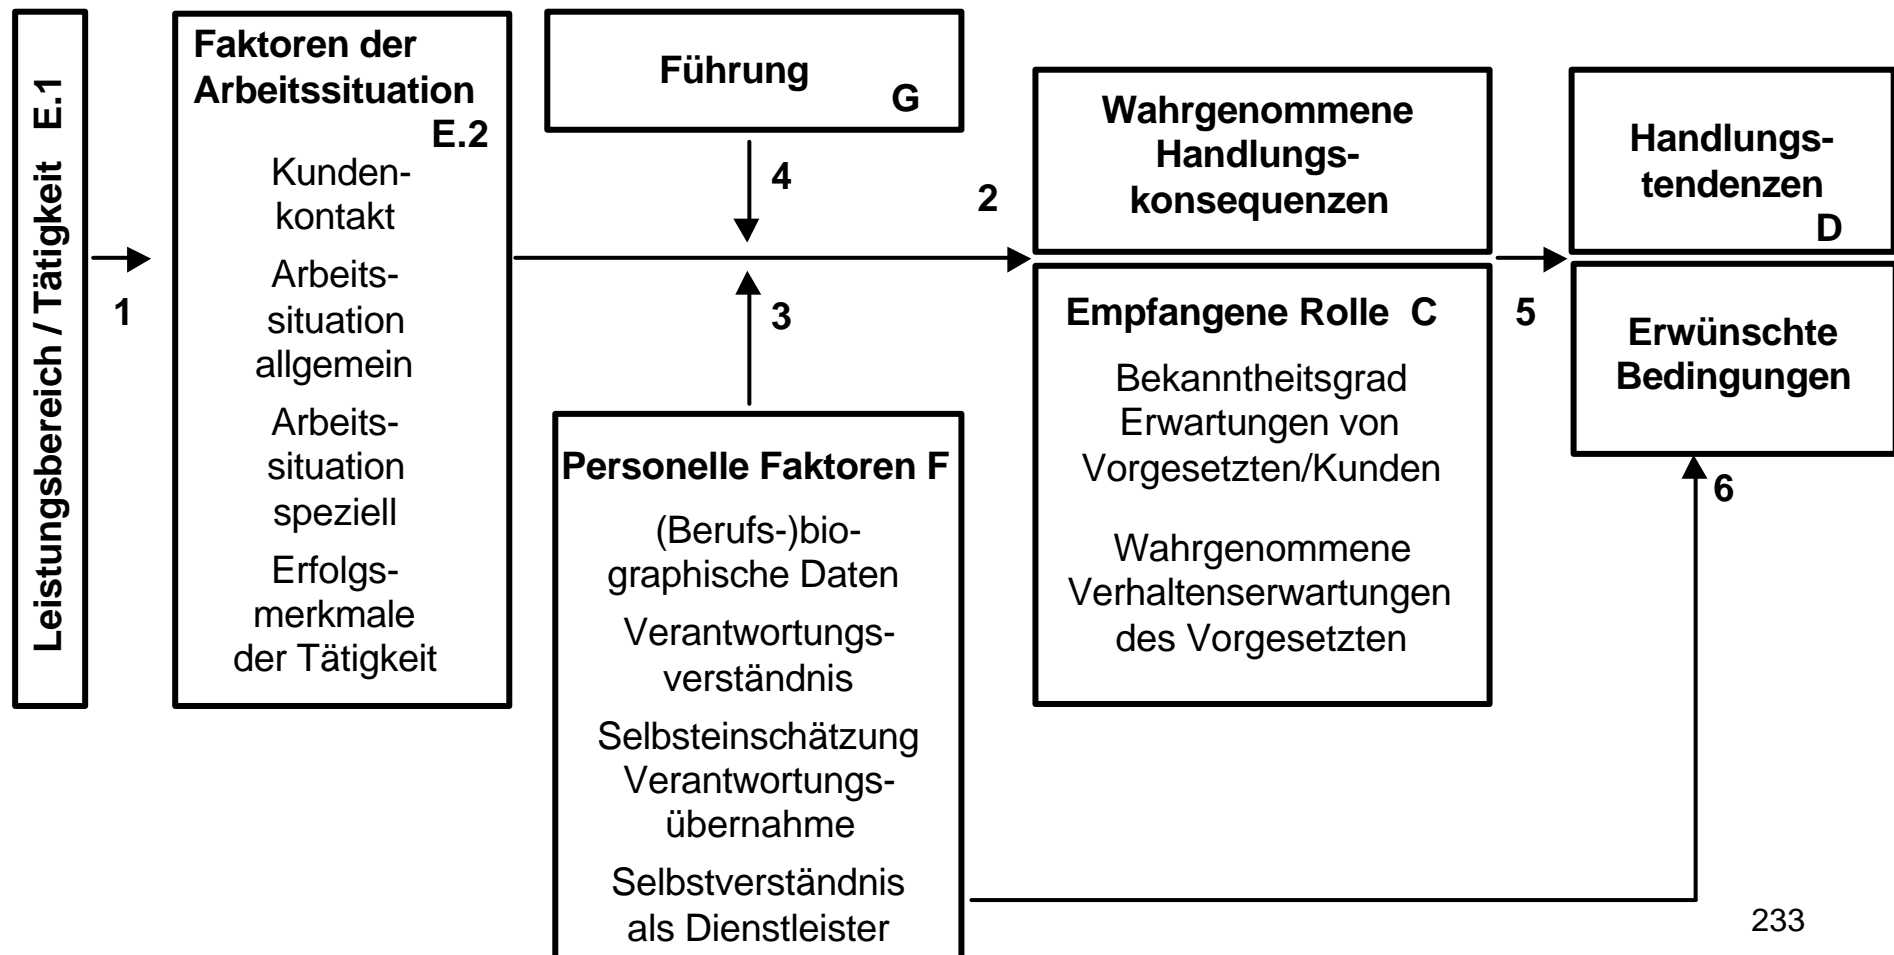 Leistungsbereich / Tätigkeit E.1
1
Faktoren der
Arbeitssituation
E.2
Kunden-
kontakt
Arbeits-
situation
allgemein
Arbeits-
situation
speziell
Erfolgs-
merkmale
der Tätigkeit
Führung
G
4
3
2
Personelle Faktoren F
(Berufs-)bio-
graphische Daten
Verantwortungs-
verständnis
Selbsteinschätzung
Verantwortungs-
übernahme
Selbstverständnis
als Dienstleister
Wahrgenommene
Handlungs-
konsequenzen
Empfangene Rolle C
Bekanntheitsgrad
Erwartungen von
Vorgesetzten/Kunden
Wahrgenommene
Verhaltenserwartungen
des Vorgesetzten
5
Handlungs-
tendenzen
D
Erwünschte
Bedingungen
6
233